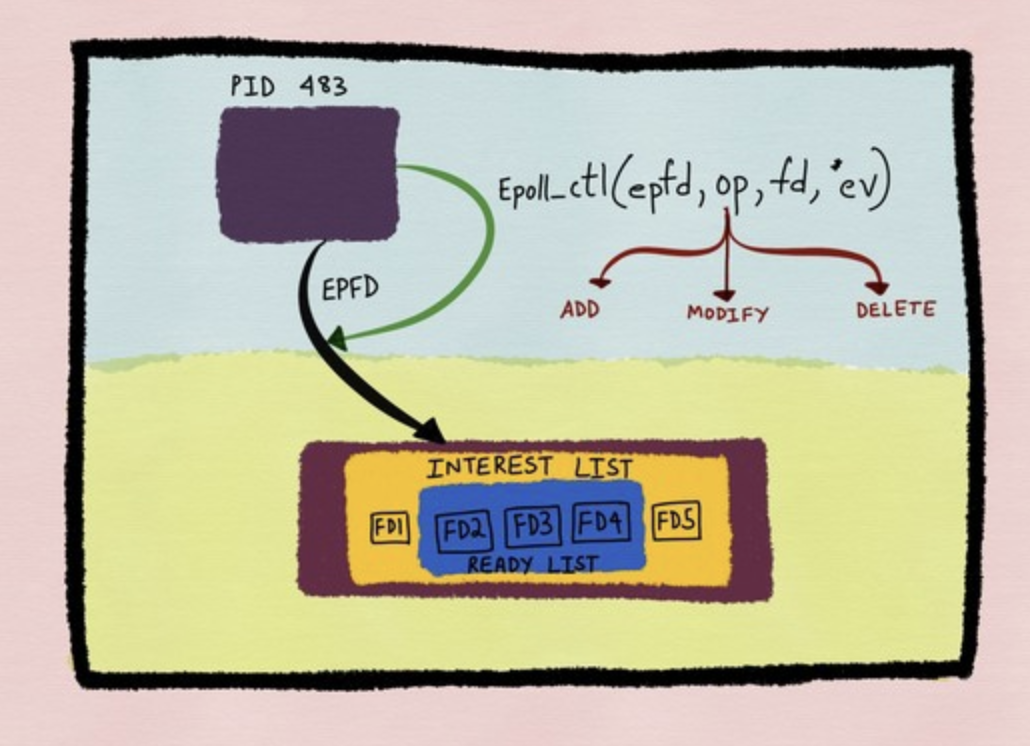 PID 483
Epoll_ctl(epfd, op, fd, *ev)
EPFD
ADD MODIFY DELETE
INTEREST LIST
FD1 FD2 FD3 FD4 FD5
READY LIST